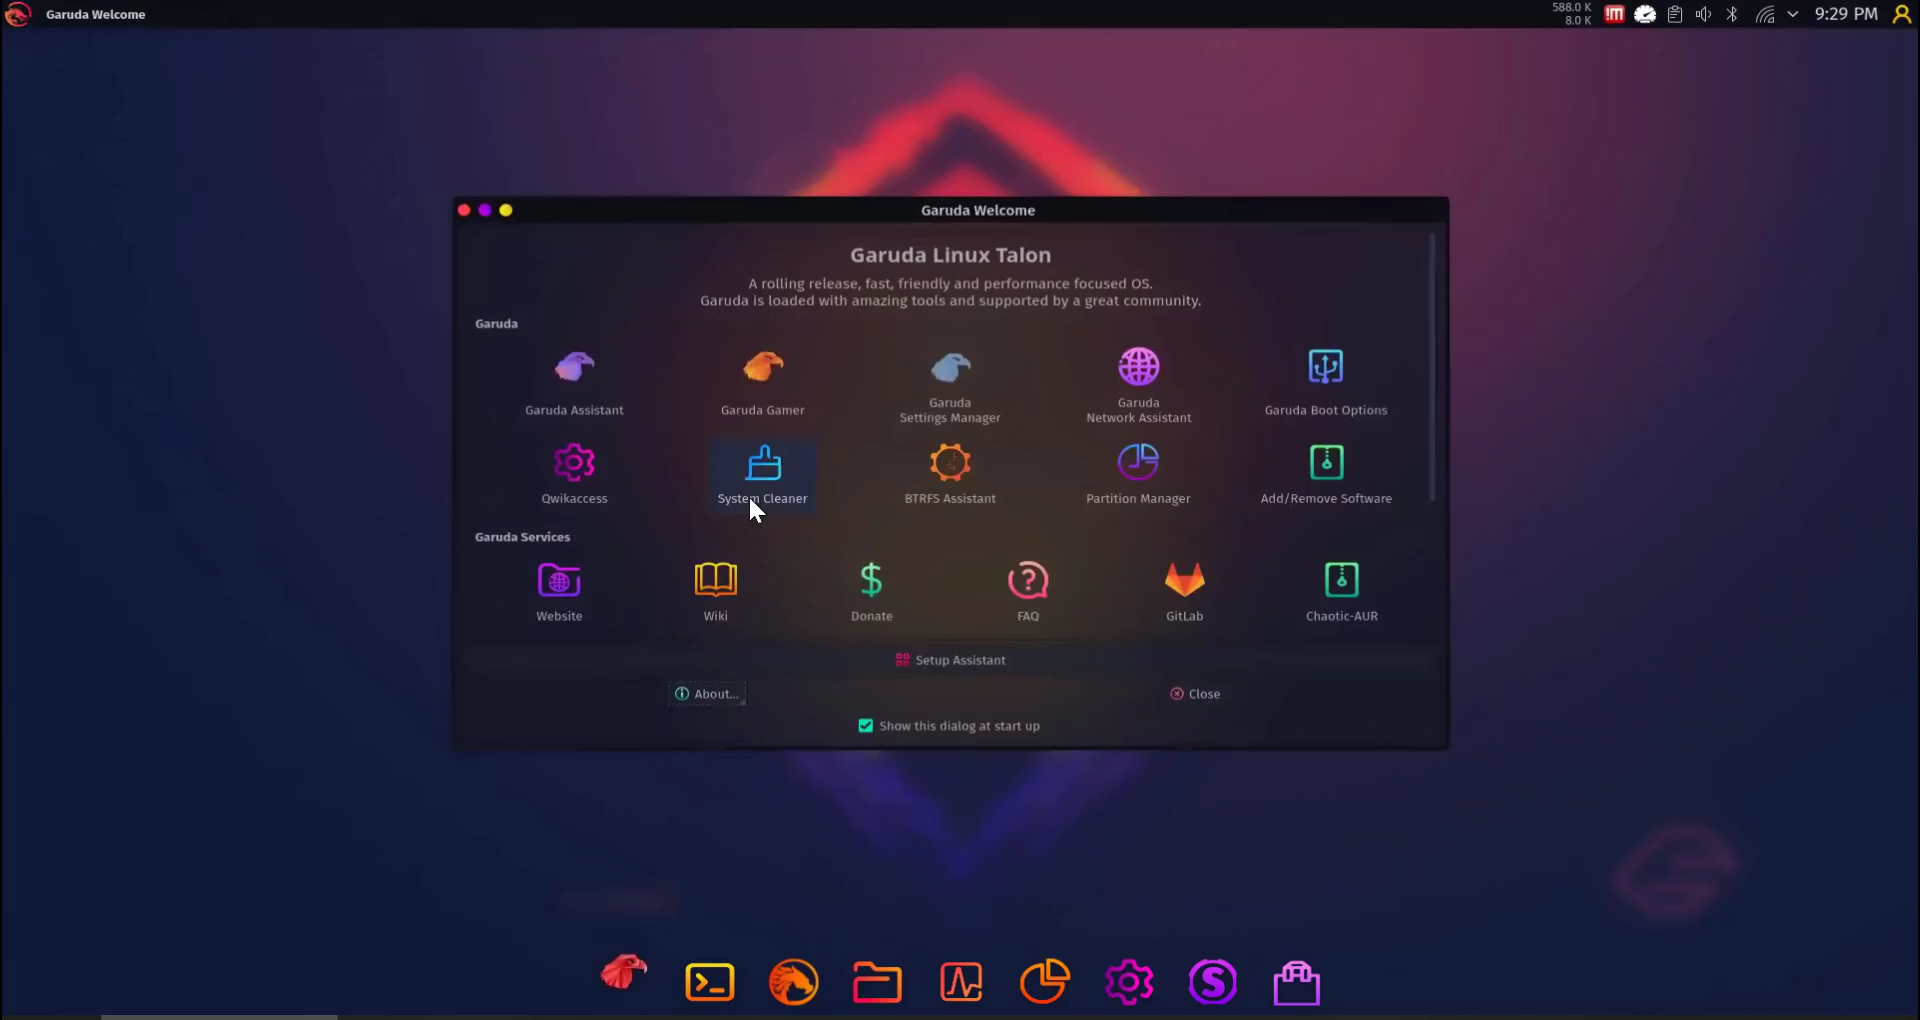 Garuda Welcome
588.0 K
8.0 K
9:29 PM
Garuda Welcome
Garuda Linux Talon
A rolling release, fast, friendly and performance focused OS.
Garuda is loaded with amazing tools and supported by a great community.
Garuda
Garuda Assistant
Garuda Gamer
Garuda
Settings Manager
Garuda
Network Assistant
Garuda Boot Options
Qwikaccess
System Cleaner
BTRFS Assistant
Partition Manager
Add/Remove Software
Garuda Services
Website
Wiki
Donate
FAQ
GitLab
Chaotic-AUR
Setup Assistant
About...
Close
Show this dialog at start up